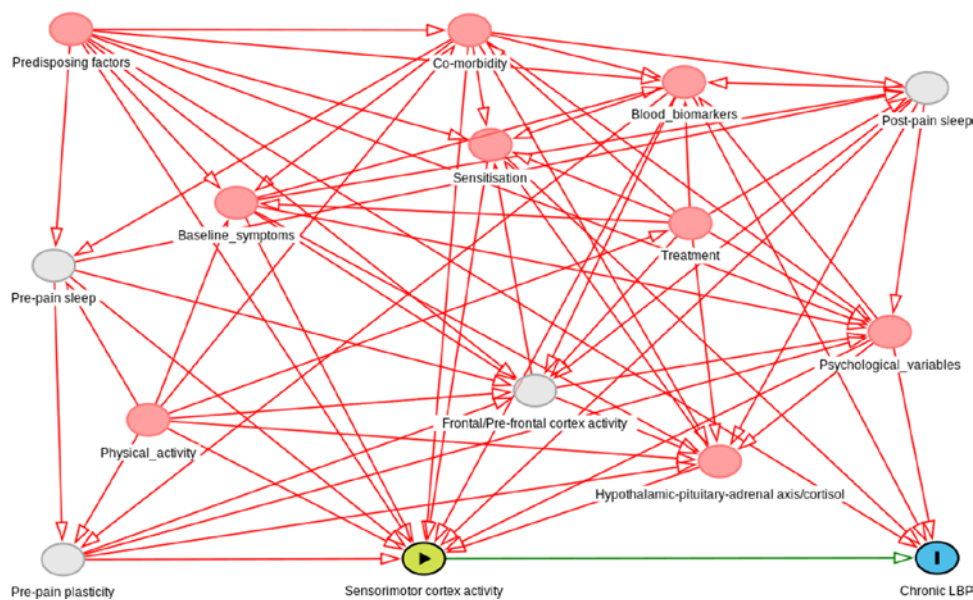 Predisposing factors
Co-morbidity
Blood_biomarkers
Post-pain sleep
Sensitisation
Baseline_symptoms
Treatment
Pre-pain sleep
Psychological_variables
Frontal/Pre-frontal cortex activity
Physical_activity
Hypothalamic-pituitary-adrenal axis/cortisol
Pre-pain plasticity
Sensorimotor cortex activity
Chronic LBP